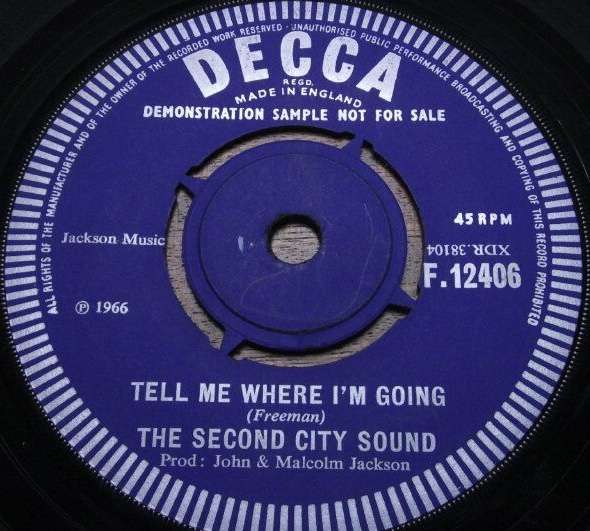 ALL RIGHTS OF THE MANUFACTURER AND OF THE OWNER OF THE RECORDED WORK RESERVED · UNAUTHORISED PUBLIC PERFORMANCE BROADCASTING AND COPYING OF THIS RECORD PROHIBITED
DECCA
REGD.
MADE IN ENGLAND
DEMONSTRATION SAMPLE NOT FOR SALE
45 RPM
Jackson Music
XDR.38104
F.12406
℗ 1966
TELL ME WHERE I'M GOING
(Freeman)
THE SECOND CITY SOUND
Prod: John & Malcolm Jackson